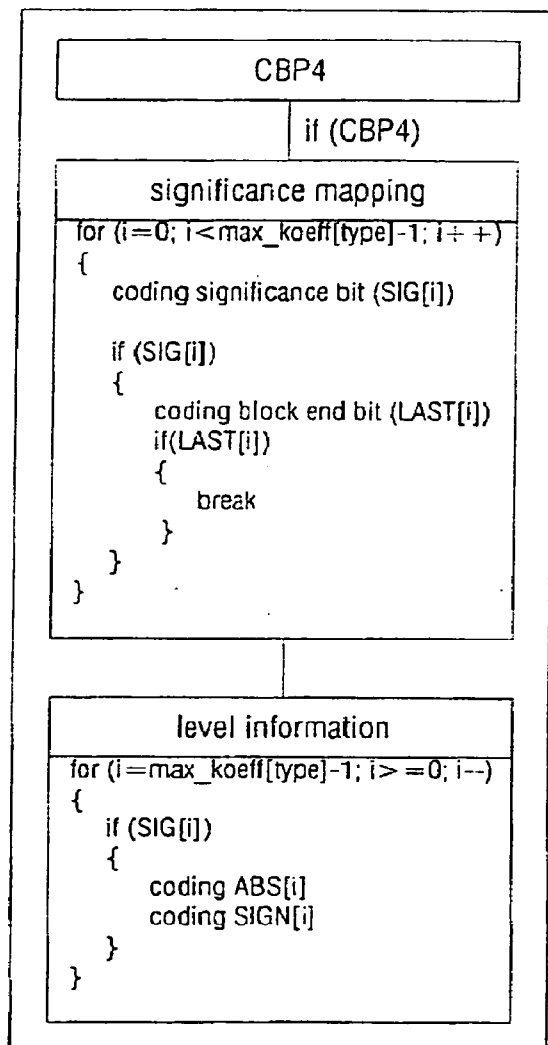 CBP4
if (CBP4)
significance mapping
for (i=0; i<max_koeff[type]-1; i++)
{
coding significance bit (SIG[i])
if (SIG[i])
{
coding block end bit (LAST[i])
if(LAST[i])
{
break
}
}
}
level information
for (i=max_koeff[type]-1; i>=0; i--)
{
if (SIG[i])
{
coding ABS[i]
coding SIGN[i]
}
}